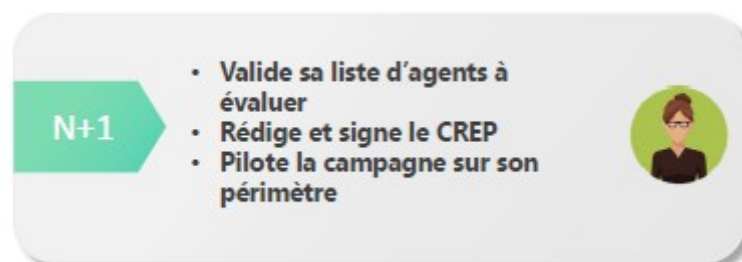 N+1
• Valide sa liste d'agents à
évaluer
• Rédige et signe le CREP
• Pilote la campagne sur son
périmètre